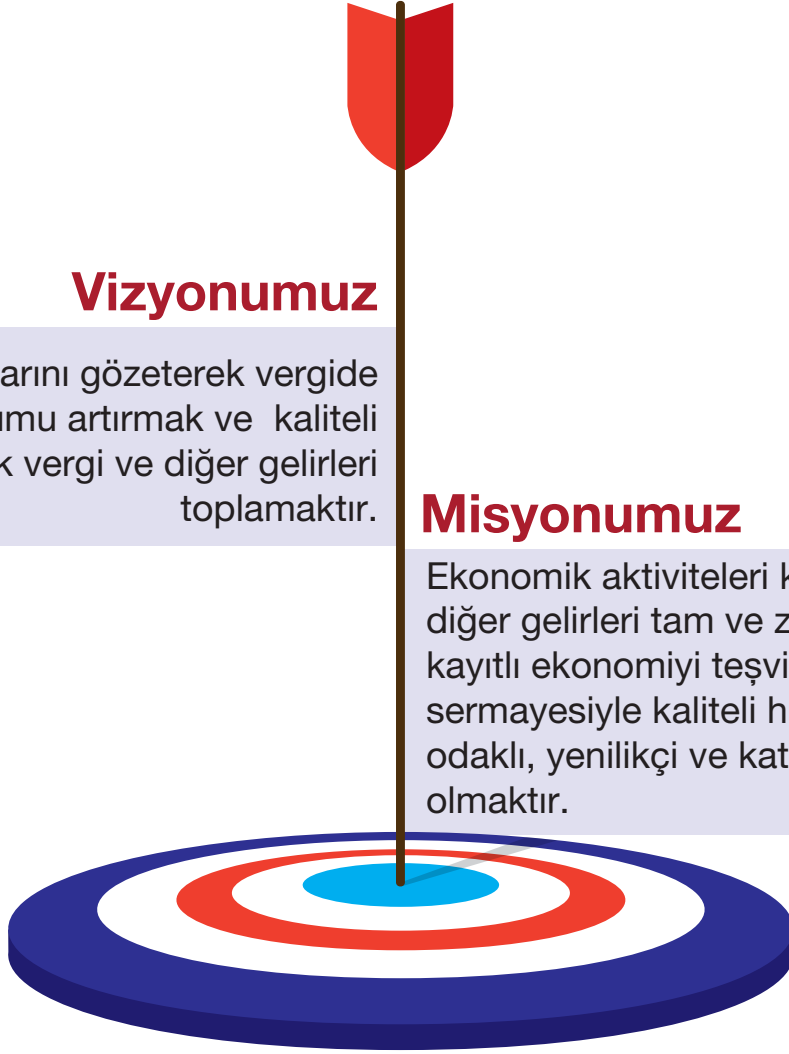 Vizyonumuz
arını gözeterek vergide
umu artırmak ve kaliteli
k vergi ve diğer gelirleri
toplamaktır.
Misyonumuz
Ekonomik aktiviteleri k
diğer gelirleri tam ve z
kayıtlı ekonomiyi teşvi
sermayesiyle kaliteli h
odaklı, yenilikçi ve kat
olmaktır.